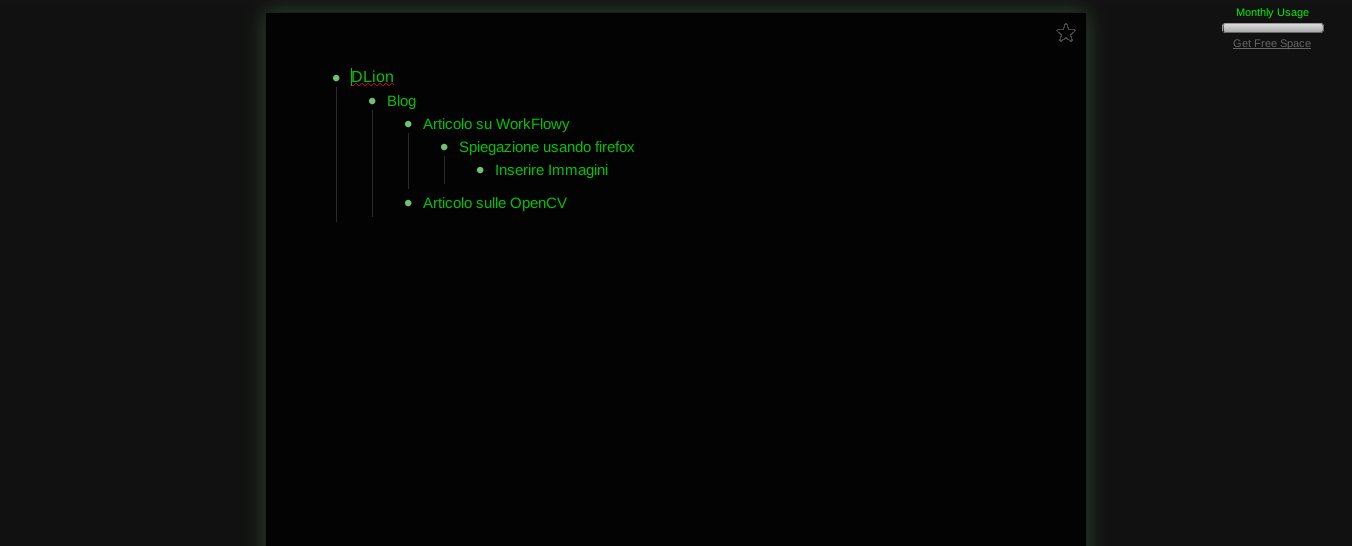 Monthly Usage
Get Free Space
DLion
Blog
Articolo su WorkFlowy
Spiegazione usando firefox
Inserire Immagini
Articolo sulle OpenCV